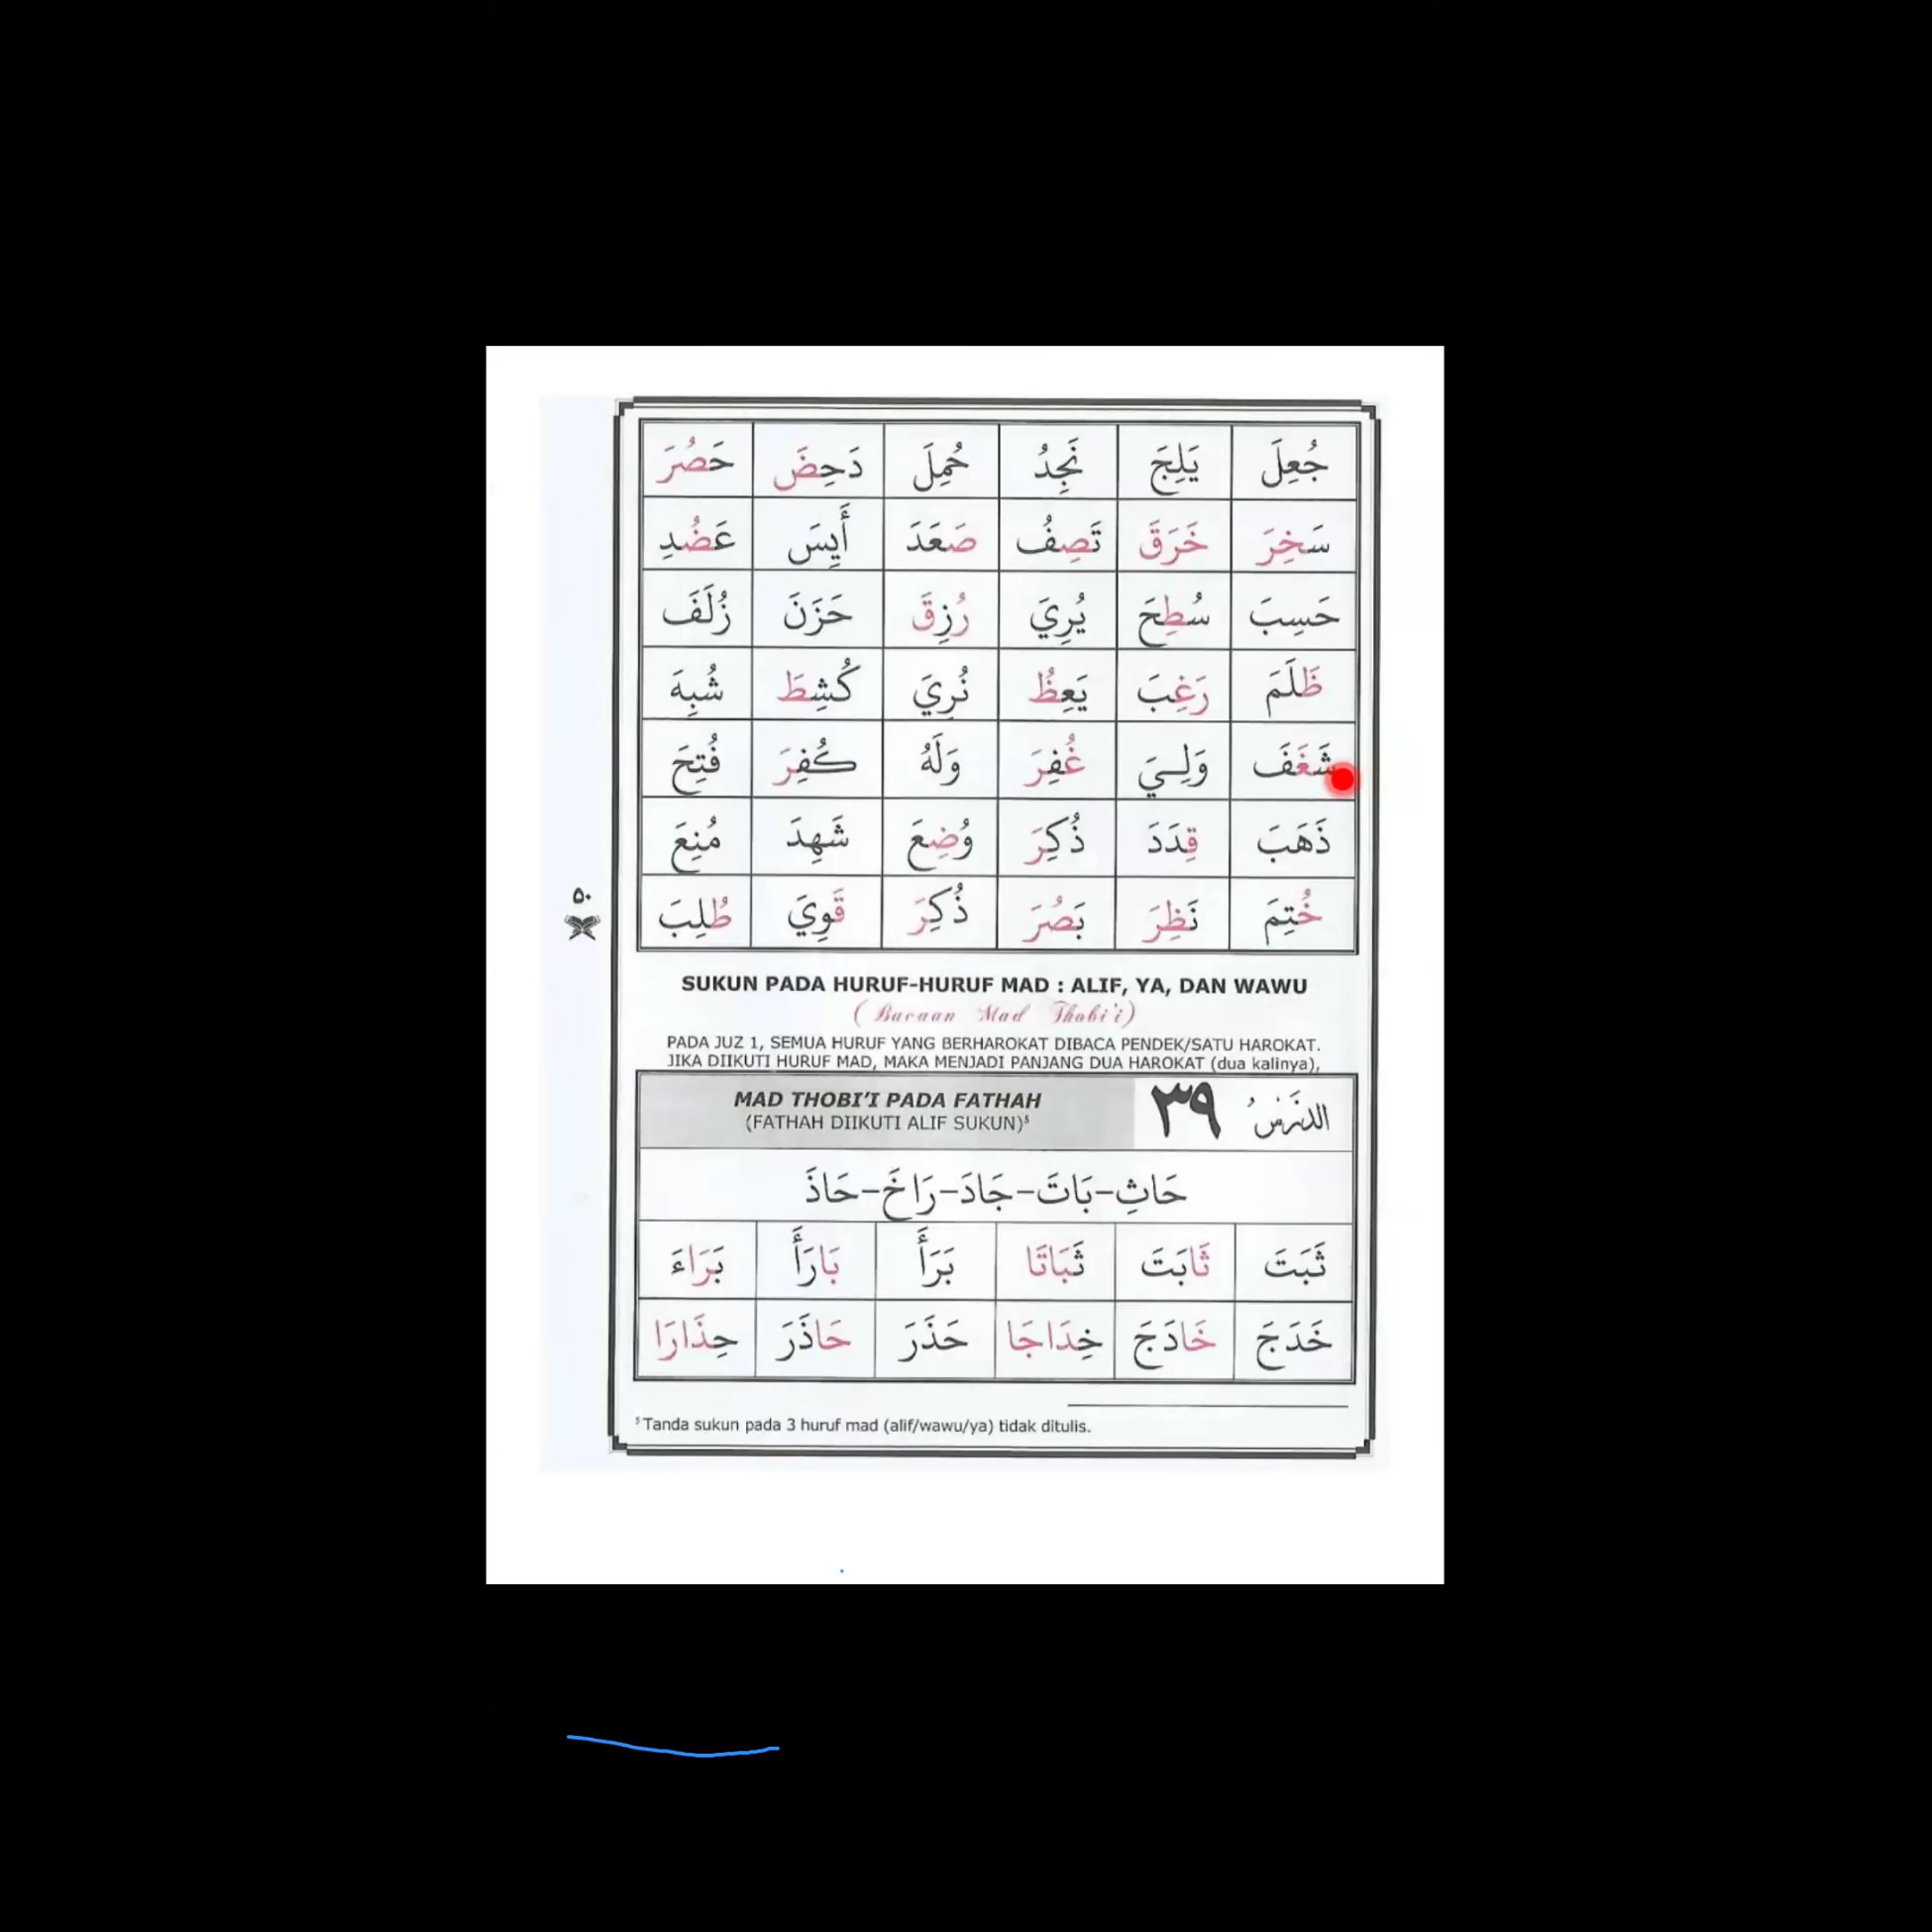 جُعِلَ يَلِجَ نَجِدُ حُمِلَ دَحِضَ حَصُرَ
سَخِرَ خَرَقَ تَصِفُ صَعَدَ أَيِسَ عَضُدِ
حَسِبَ سُطِحَ يُرِيَ رُزِقَ حَزَنَ زُلَفَ
ظَلَمَ رَغِبَ يَعِظُ نُرِيَ كُشِطَ شُبِهَ
شَغَفَ وَلِيَ غُفِرَ وَلَهُ كُفِرَ فُتِحَ
ذَهَبَ قِدَدَ ذُكِرَ وُضِعَ شَهِدَ مُنِعَ
خُتِمَ نَظِرَ بَصُرَ ذُكِرَ قَوِيَ طُلِبَ
٥٠
SUKUN PADA HURUF-HURUF MAD : ALIF, YA, DAN WAWU
( Bacaan Mad Thobi'i)
PADA JUZ 1, SEMUA HURUF YANG BERHAROKAT DIBACA PENDEK/SATU HAROKAT.
JIKA DIIKUTI HURUF MAD, MAKA MENJADI PANJANG DUA HAROKAT (dua kalinya),
الدَّرْسُ ٣٩
MAD THOBI'I PADA FATHAH
(FATHAH DIIKUTI ALIF SUKUN)⁵
حَاثِ–بَاتَ–جَادَ–رَاخَ–حَاذَ
ثَبَتَ ثَابَتَ ثَبَاتَا بَرَأَ بَارَأَ بَرَاءَ
خَدَجَ خَادَجَ خِدَاجَا حَذَرَ حَاذَرَ حِذَارَا
⁵ Tanda sukun pada 3 huruf mad (alif/wawu/ya) tidak ditulis.